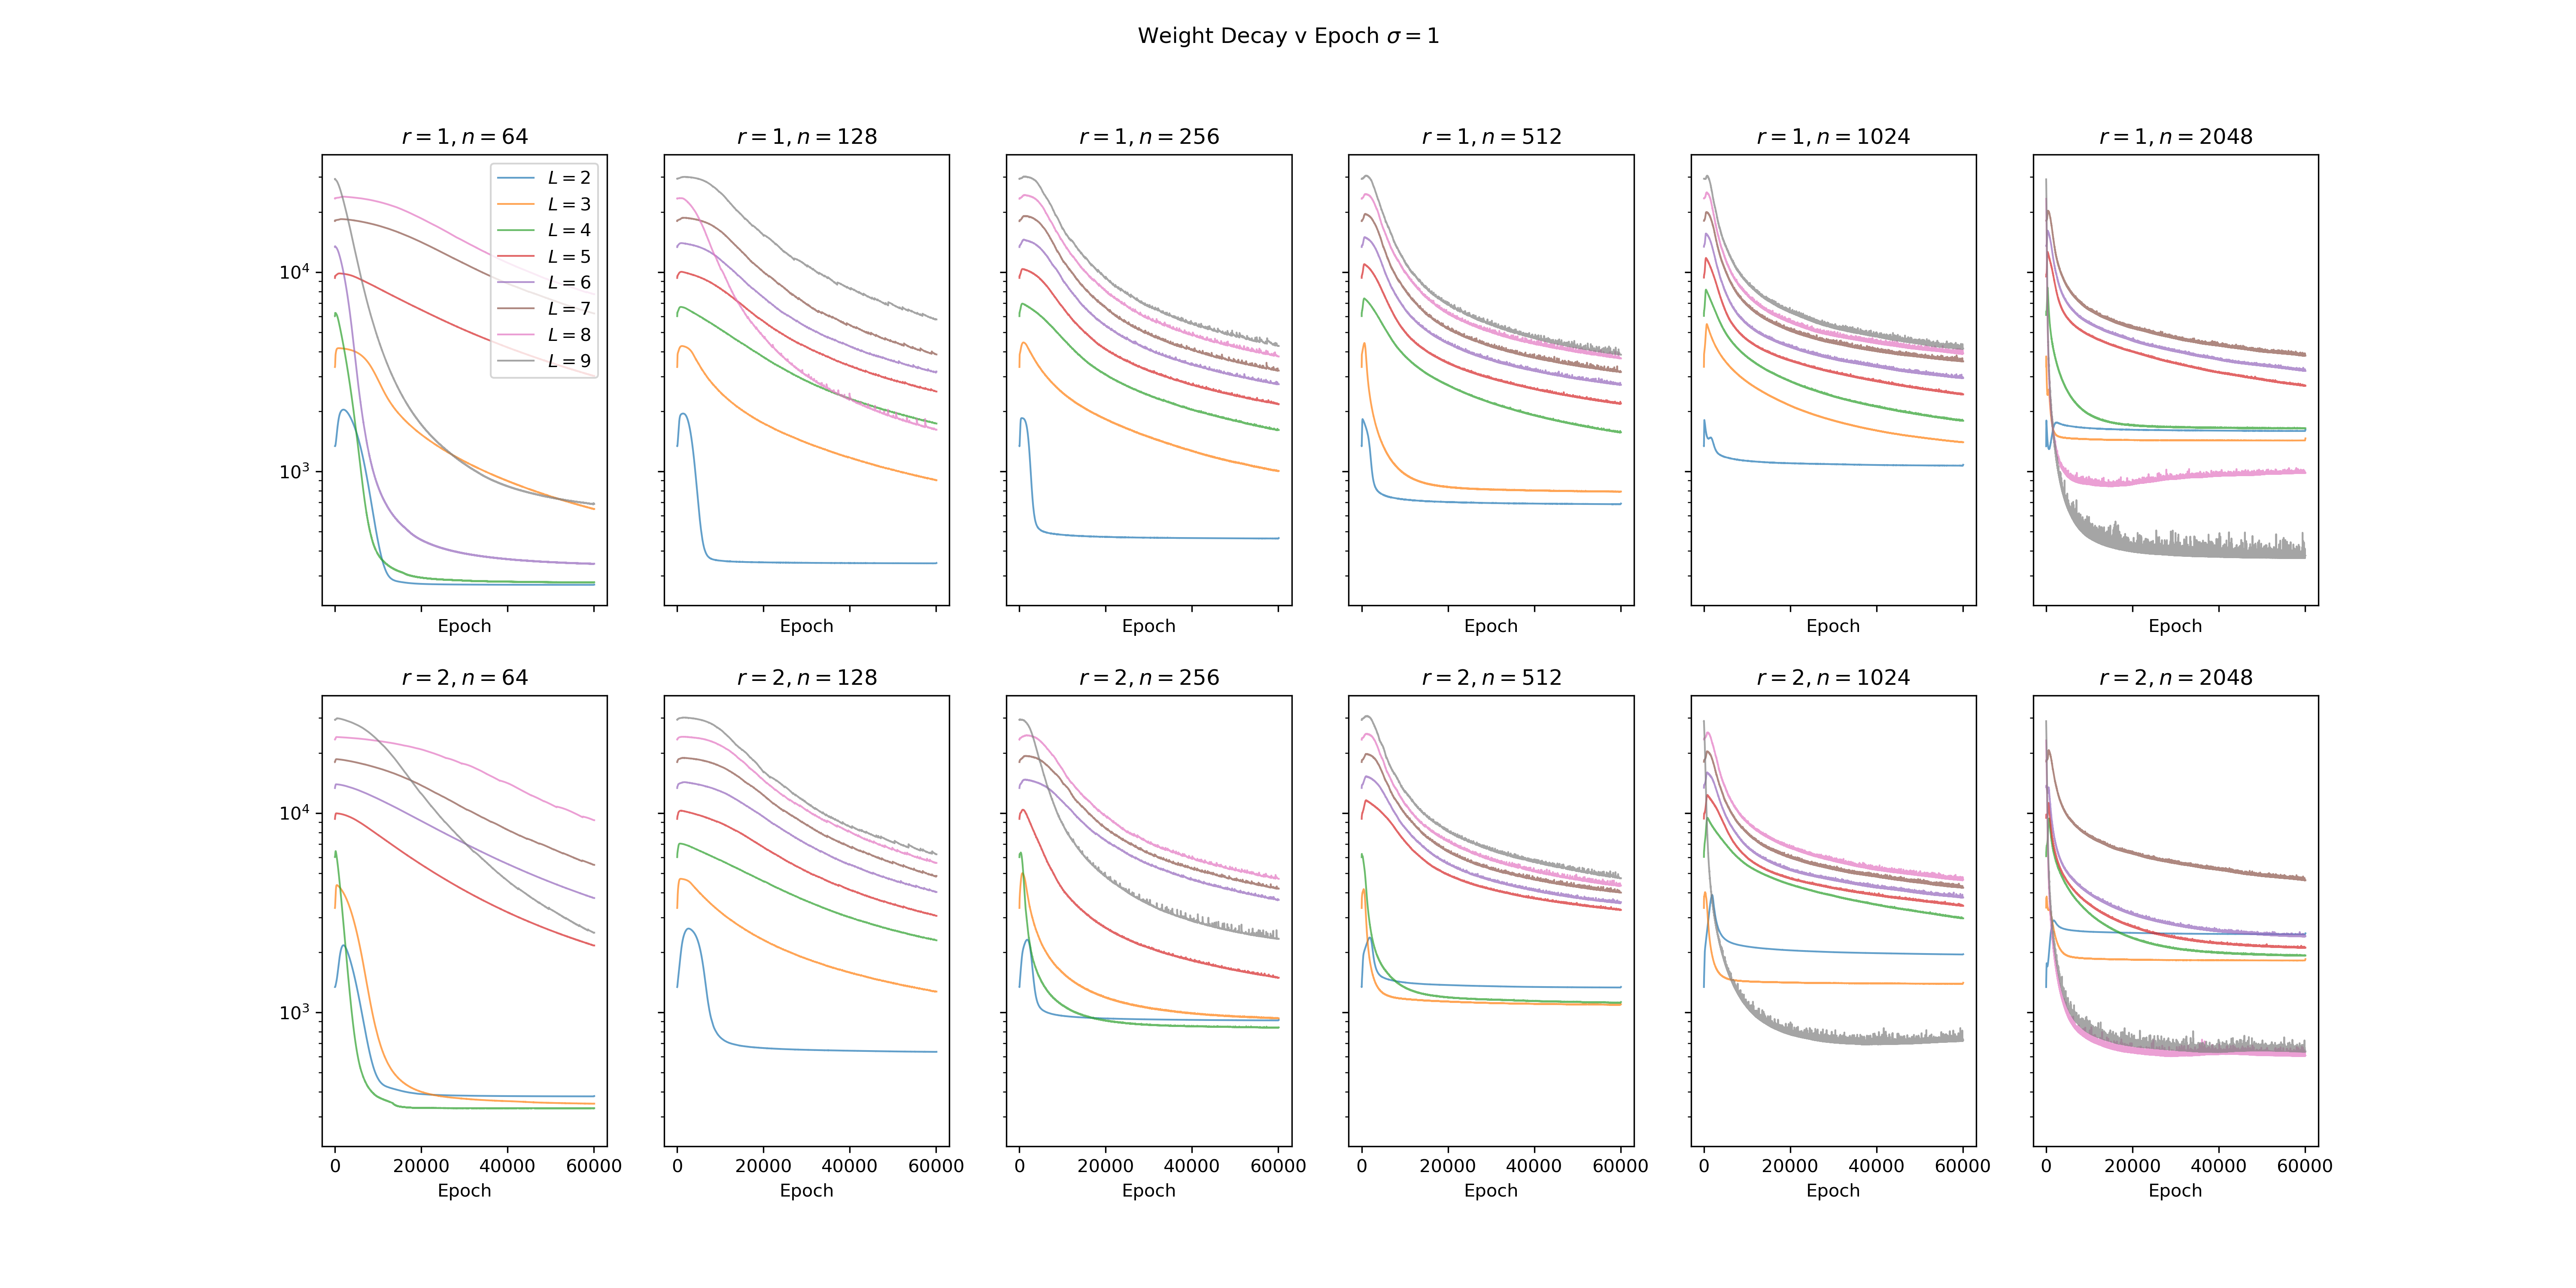 Weight Decay v Epoch σ = 1
r = 1, n = 64
r = 1, n = 128
r = 1, n = 256
r = 1, n = 512
r = 1, n = 1024
r = 1, n = 2048
L = 2
L = 3
L = 4
L = 5
L = 6
L = 7
L = 8
L = 9
10⁴
10³
Epoch
Epoch
Epoch
Epoch
Epoch
Epoch
r = 2, n = 64
r = 2, n = 128
r = 2, n = 256
r = 2, n = 512
r = 2, n = 1024
r = 2, n = 2048
10⁴
10³
0 20000 40000 60000
0 20000 40000 60000
0 20000 40000 60000
0 20000 40000 60000
0 20000 40000 60000
0 20000 40000 60000
Epoch
Epoch
Epoch
Epoch
Epoch
Epoch